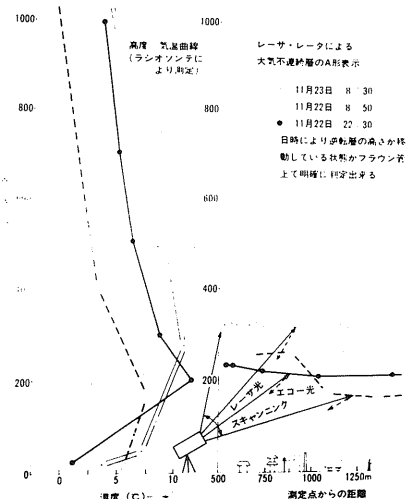 1000
800
600
400
200
0
高度 気温曲線
(ラジオゾンデに
より測定)
1000
800
400
200
レーザ・レーダによる
大気不連続層のA形表示
11月23日 8 30
11月22日 8 50
11月22日 22 30
日時により逆転層の高さが移
動している状態がブラウン管
上で明確に判定出来る
レーザ光
エコー光
スキャンニング
0 5 10 500 750 1000 1250m
温度 (C)
測定点からの距離